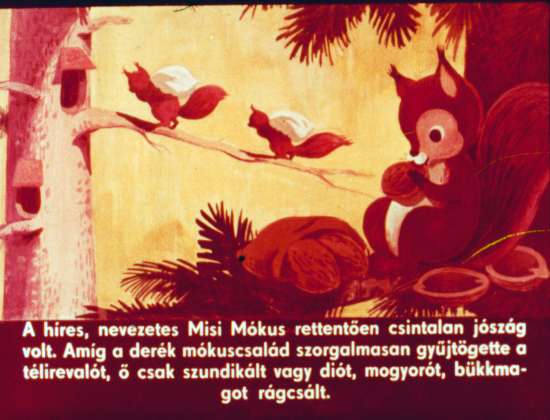 A híres, nevezetes Misi Mókus rettentően csintalan jószág
volt. Amíg a derék mókuscsalád szorgalmasan gyűjtögette a
télirevalót, ő csak szundikált vagy diót, mogyorót, bükkma-
got rágcsált.